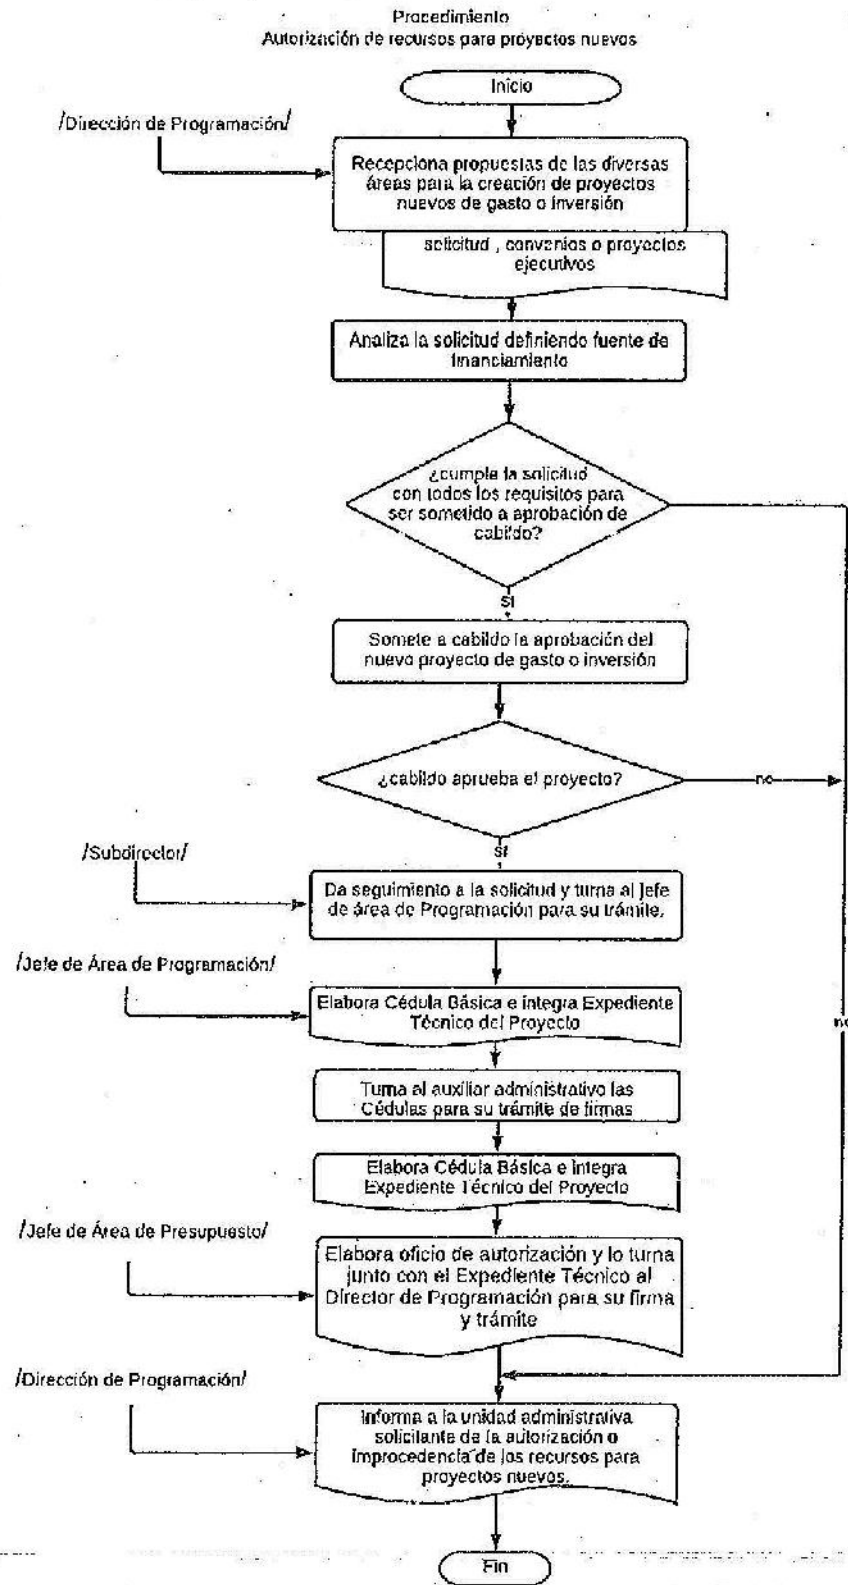 Procedimiento
Autorización de recursos para proyectos nuevos
Inicio
/Dirección de Programación/
Recepciona propuestas de las diversas
áreas para la creación de proyectos
nuevos de gasto o inversión
solicitud , convenios o proyectos
ejecutivos
Analiza la solicitud definiendo fuente de
financiamiento
¿cumple la solicitud
con todos los requisitos para
ser sometido a aprobación de
cabildo?
sí
Somete a cabildo la aprobación del
nuevo proyecto de gasto o inversión
¿cabildo aprueba el proyecto?
no
sí
/Subdirector/
Da seguimiento a la solicitud y turna al jefe
de área de Programación para su trámite.
/Jefe de Área de Programación/
Elabora Cédula Básica e integra Expediente
Técnico del Proyecto
no
Turna al auxiliar administrativo las
Cédulas para su trámite de firmas
Elabora Cédula Básica e integra
Expediente Técnico del Proyecto
/Jefe de Área de Presupuesto/
Elabora oficio de autorización y lo turna
junto con el Expediente Técnico al
Director de Programación para su firma
y trámite
/Dirección de Programación/
Informa a la unidad administrativa
solicitante de la autorización o
improcedencia de los recursos para
proyectos nuevos.
Fin